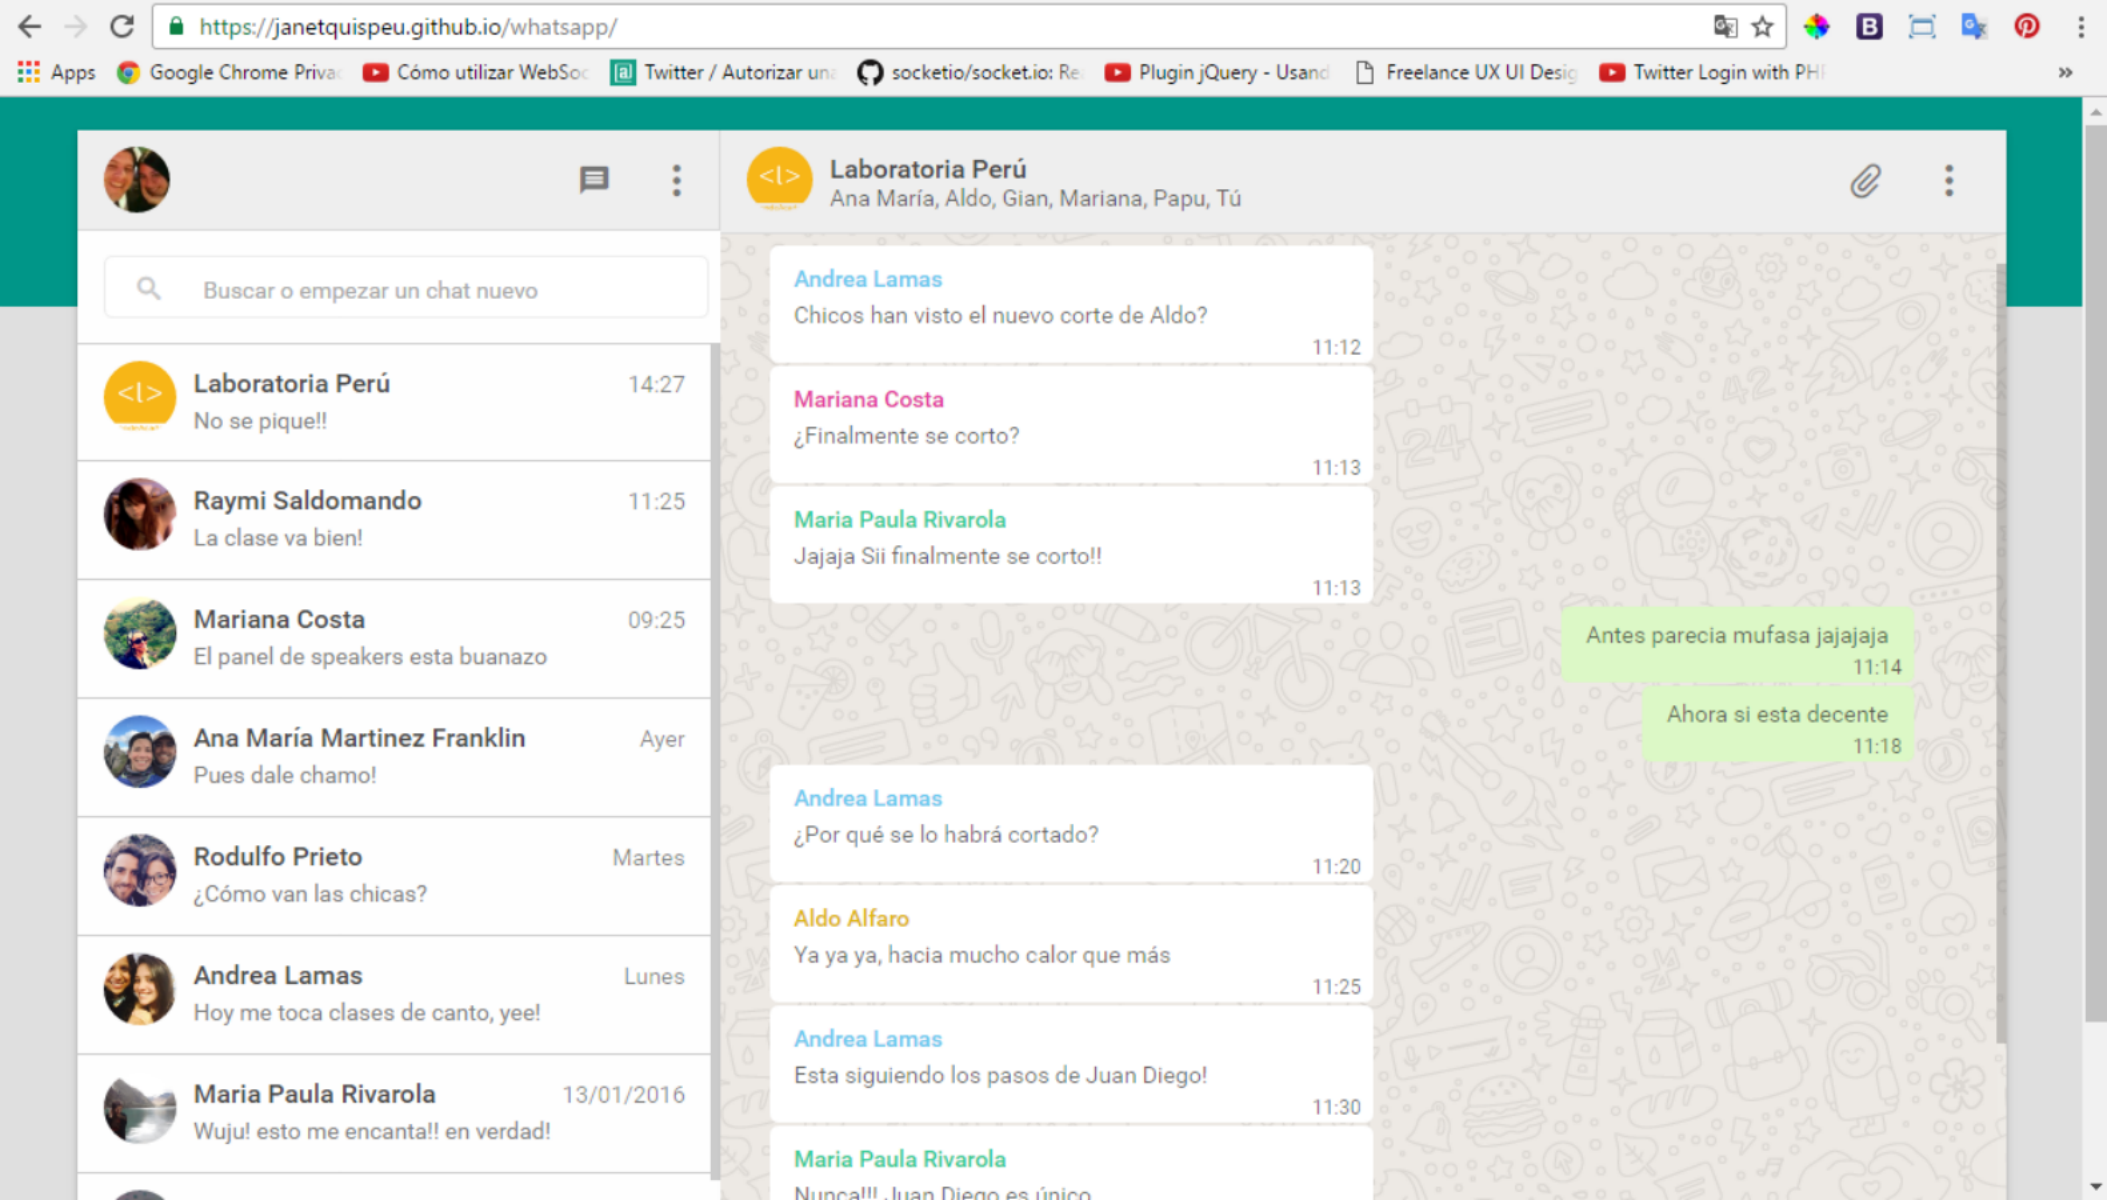 https://janetquispeu.github.io/whatsapp/
Apps
Google Chrome Priva
Cómo utilizar WebSoc
Twitter / Autorizar una
socketio/socket.io: Re
Plugin jQuery - Usand
Freelance UX UI Desig
Twitter Login with PH
»
Buscar o empezar un chat nuevo
Laboratoria Perú 14:27
No se pique!!
Raymi Saldomando 11:25
La clase va bien!
Mariana Costa 09:25
El panel de speakers esta buanazo
Ana María Martinez Franklin Ayer
Pues dale chamo!
Rodulfo Prieto Martes
¿Cómo van las chicas?
Andrea Lamas Lunes
Hoy me toca clases de canto, yee!
Maria Paula Rivarola 13/01/2016
Wuju! esto me encanta!! en verdad!
<l>
Laboratoria Perú
Ana María, Aldo, Gian, Mariana, Papu, Tú
Andrea Lamas
Chicos han visto el nuevo corte de Aldo?
11:12
Mariana Costa
¿Finalmente se corto?
11:13
Maria Paula Rivarola
Jajaja Sii finalmente se corto!!
11:13
Antes parecia mufasa jajajaja
11:14
Ahora si esta decente
11:18
Andrea Lamas
¿Por qué se lo habrá cortado?
11:20
Aldo Alfaro
Ya ya ya, hacia mucho calor que más
11:25
Andrea Lamas
Esta siguiendo los pasos de Juan Diego!
11:30
Maria Paula Rivarola
Nunca!!! Juan Diego es único